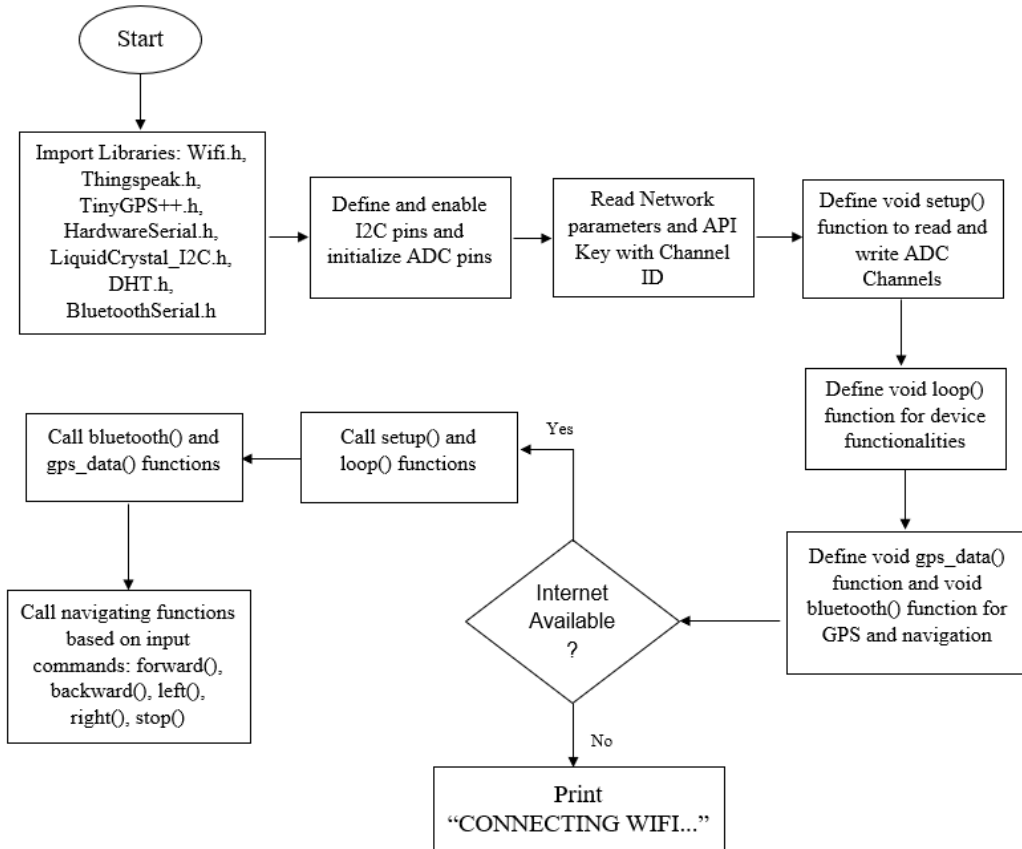 Start
Import Libraries: Wifi.h,
Thingspeak.h,
TinyGPS++.h,
HardwareSerial.h,
LiquidCrystal_I2C.h,
DHT.h,
BluetoothSerial.h
Define and enable
I2C pins and
initialize ADC pins
Read Network
parameters and API
Key with Channel
ID
Define void setup()
function to read and
write ADC
Channels
Define void loop()
function for device
functionalities
Define void gps_data()
function and void
bluetooth() function for
GPS and navigation
Internet
Available
?
Yes
Call setup() and
loop() functions
Call bluetooth() and
gps_data() functions
Call navigating functions
based on input
commands: forward(),
backward(), left(),
right(), stop()
No
Print
“CONNECTING WIFI...”